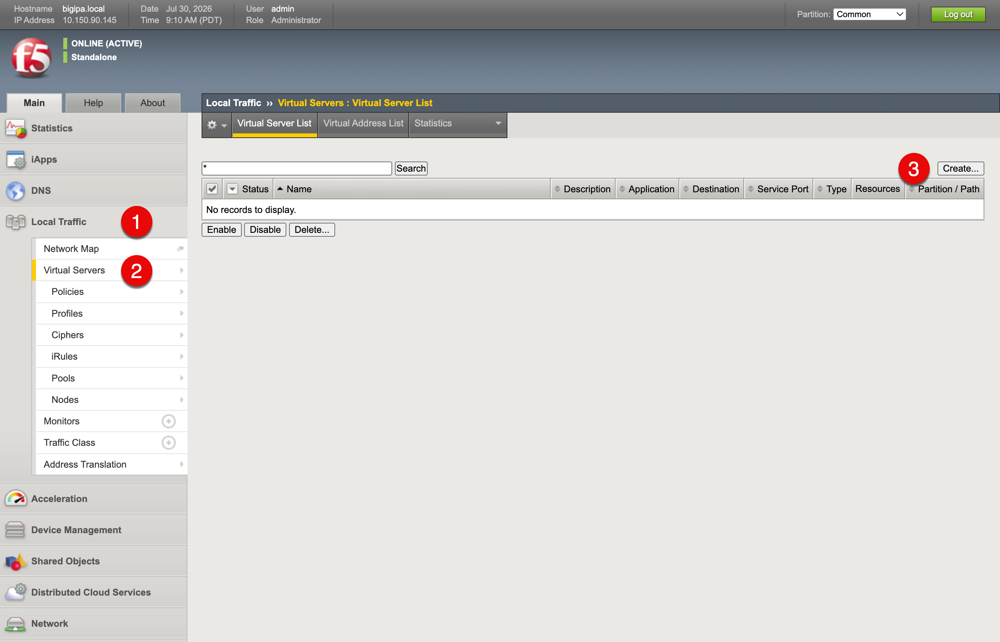 Hostname bigipa.local Date Jul 30, 2026 User admin
IP Address 10.150.90.145 Time 9:10 AM (PDT) Role Administrator
Partition: Common Log out
f5
ONLINE (ACTIVE)
Standalone
Main Help About
Local Traffic ›› Virtual Servers : Virtual Server List
Virtual Server List Virtual Address List Statistics
Statistics
iApps
DNS
Local Traffic 1
Network Map
Virtual Servers 2
Policies
Profiles
Ciphers
iRules
Pools
Nodes
Monitors
Traffic Class
Address Translation
Acceleration
Device Management
Shared Objects
Distributed Cloud Services
Network
* Search 3 Create...
Status Name Description Application Destination Service Port Type Resources Partition / Path
No records to display.
Enable Disable Delete...